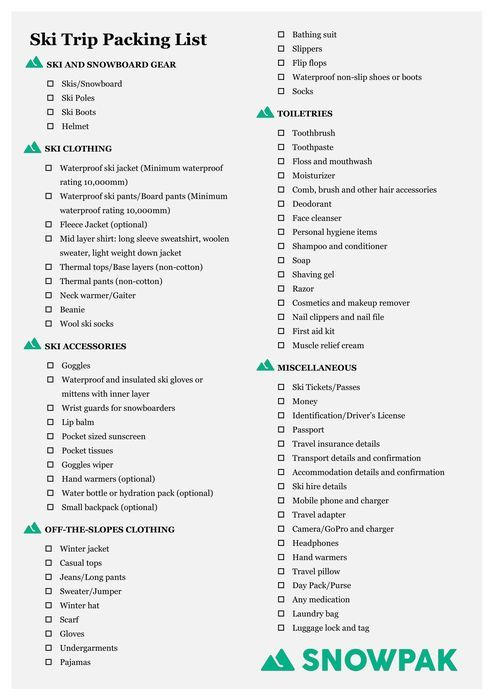 Ski Trip Packing List
SKI AND SNOWBOARD GEAR
Skis/Snowboard
Ski Poles
Ski Boots
Helmet
SKI CLOTHING
Waterproof ski jacket (Minimum waterproof
rating 10,000mm)
Waterproof ski pants/Board pants (Minimum
waterproof rating 10,000mm)
Fleece Jacket (optional)
Mid layer shirt: long sleeve sweatshirt, woolen
sweater, light weight down jacket
Thermal tops/Base layers (non-cotton)
Thermal pants (non-cotton)
Neck warmer/Gaiter
Beanie
Wool ski socks
SKI ACCESSORIES
Goggles
Waterproof and insulated ski gloves or
mittens with inner layer
Wrist guards for snowboarders
Lip balm
Pocket sized sunscreen
Pocket tissues
Goggles wiper
Hand warmers (optional)
Water bottle or hydration pack (optional)
Small backpack (optional)
OFF-THE-SLOPES CLOTHING
Winter jacket
Casual tops
Jeans/Long pants
Sweater/Jumper
Winter hat
Scarf
Gloves
Undergarments
Pajamas
Bathing suit
Slippers
Flip flops
Waterproof non-slip shoes or boots
Socks
TOILETRIES
Toothbrush
Toothpaste
Floss and mouthwash
Moisturizer
Comb, brush and other hair accessories
Deodorant
Face cleanser
Personal hygiene items
Shampoo and conditioner
Soap
Shaving gel
Razor
Cosmetics and makeup remover
Nail clippers and nail file
First aid kit
Muscle relief cream
MISCELLANEOUS
Ski Tickets/Passes
Money
Identification/Driver's License
Passport
Travel insurance details
Transport details and confirmation
Accommodation details and confirmation
Ski hire details
Mobile phone and charger
Travel adapter
Camera/GoPro and charger
Headphones
Hand warmers
Travel pillow
Day Pack/Purse
Any medication
Laundry bag
Luggage lock and tag
SNOWPAK